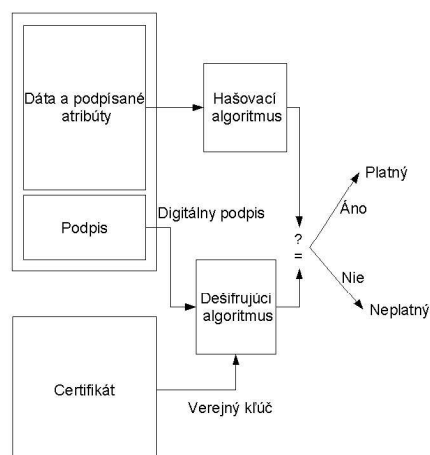 Dáta a podpísané
atribúty
Hašovací
algoritmus
Platný
Áno
Digitálny podpis
Podpis
?
=
Nie
Dešifrujúci
algoritmus
Neplatný
Certifikát
Verejný kľúč